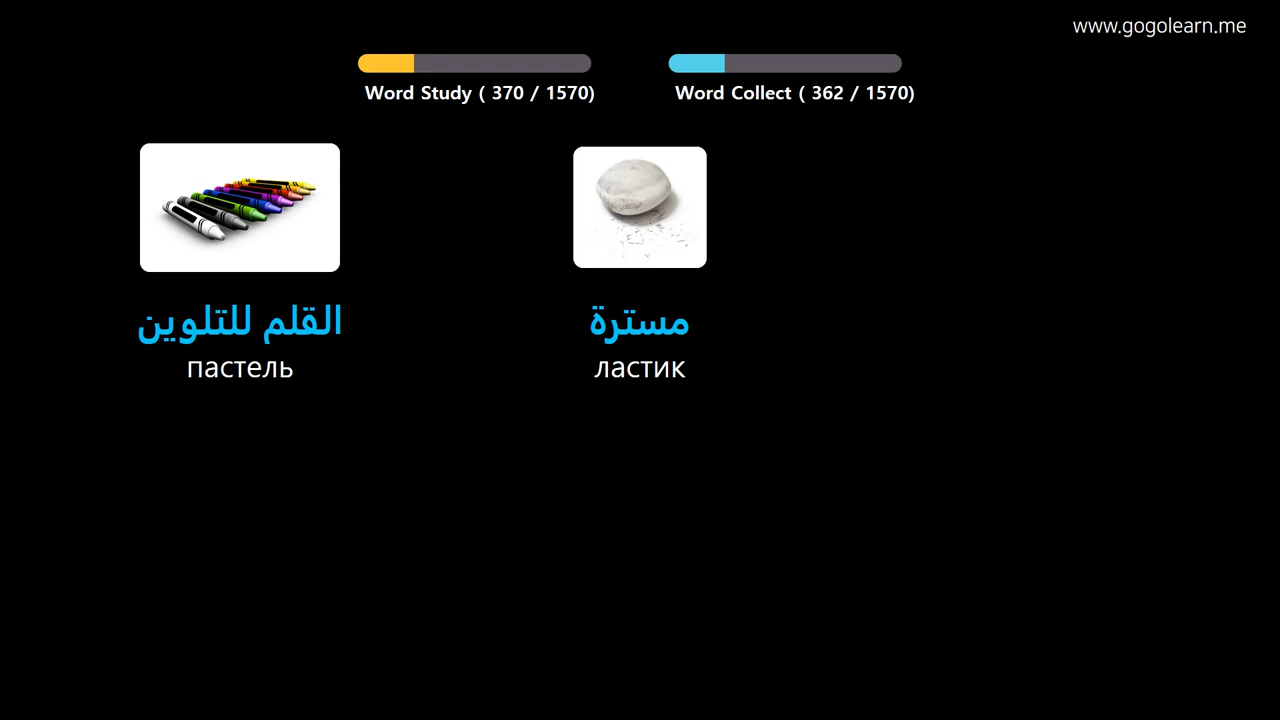 www.gogolearn.me
Word Study ( 370 / 1570)
Word Collect ( 362 / 1570)
القلم للتلوين
пастель
مسترة
ластик